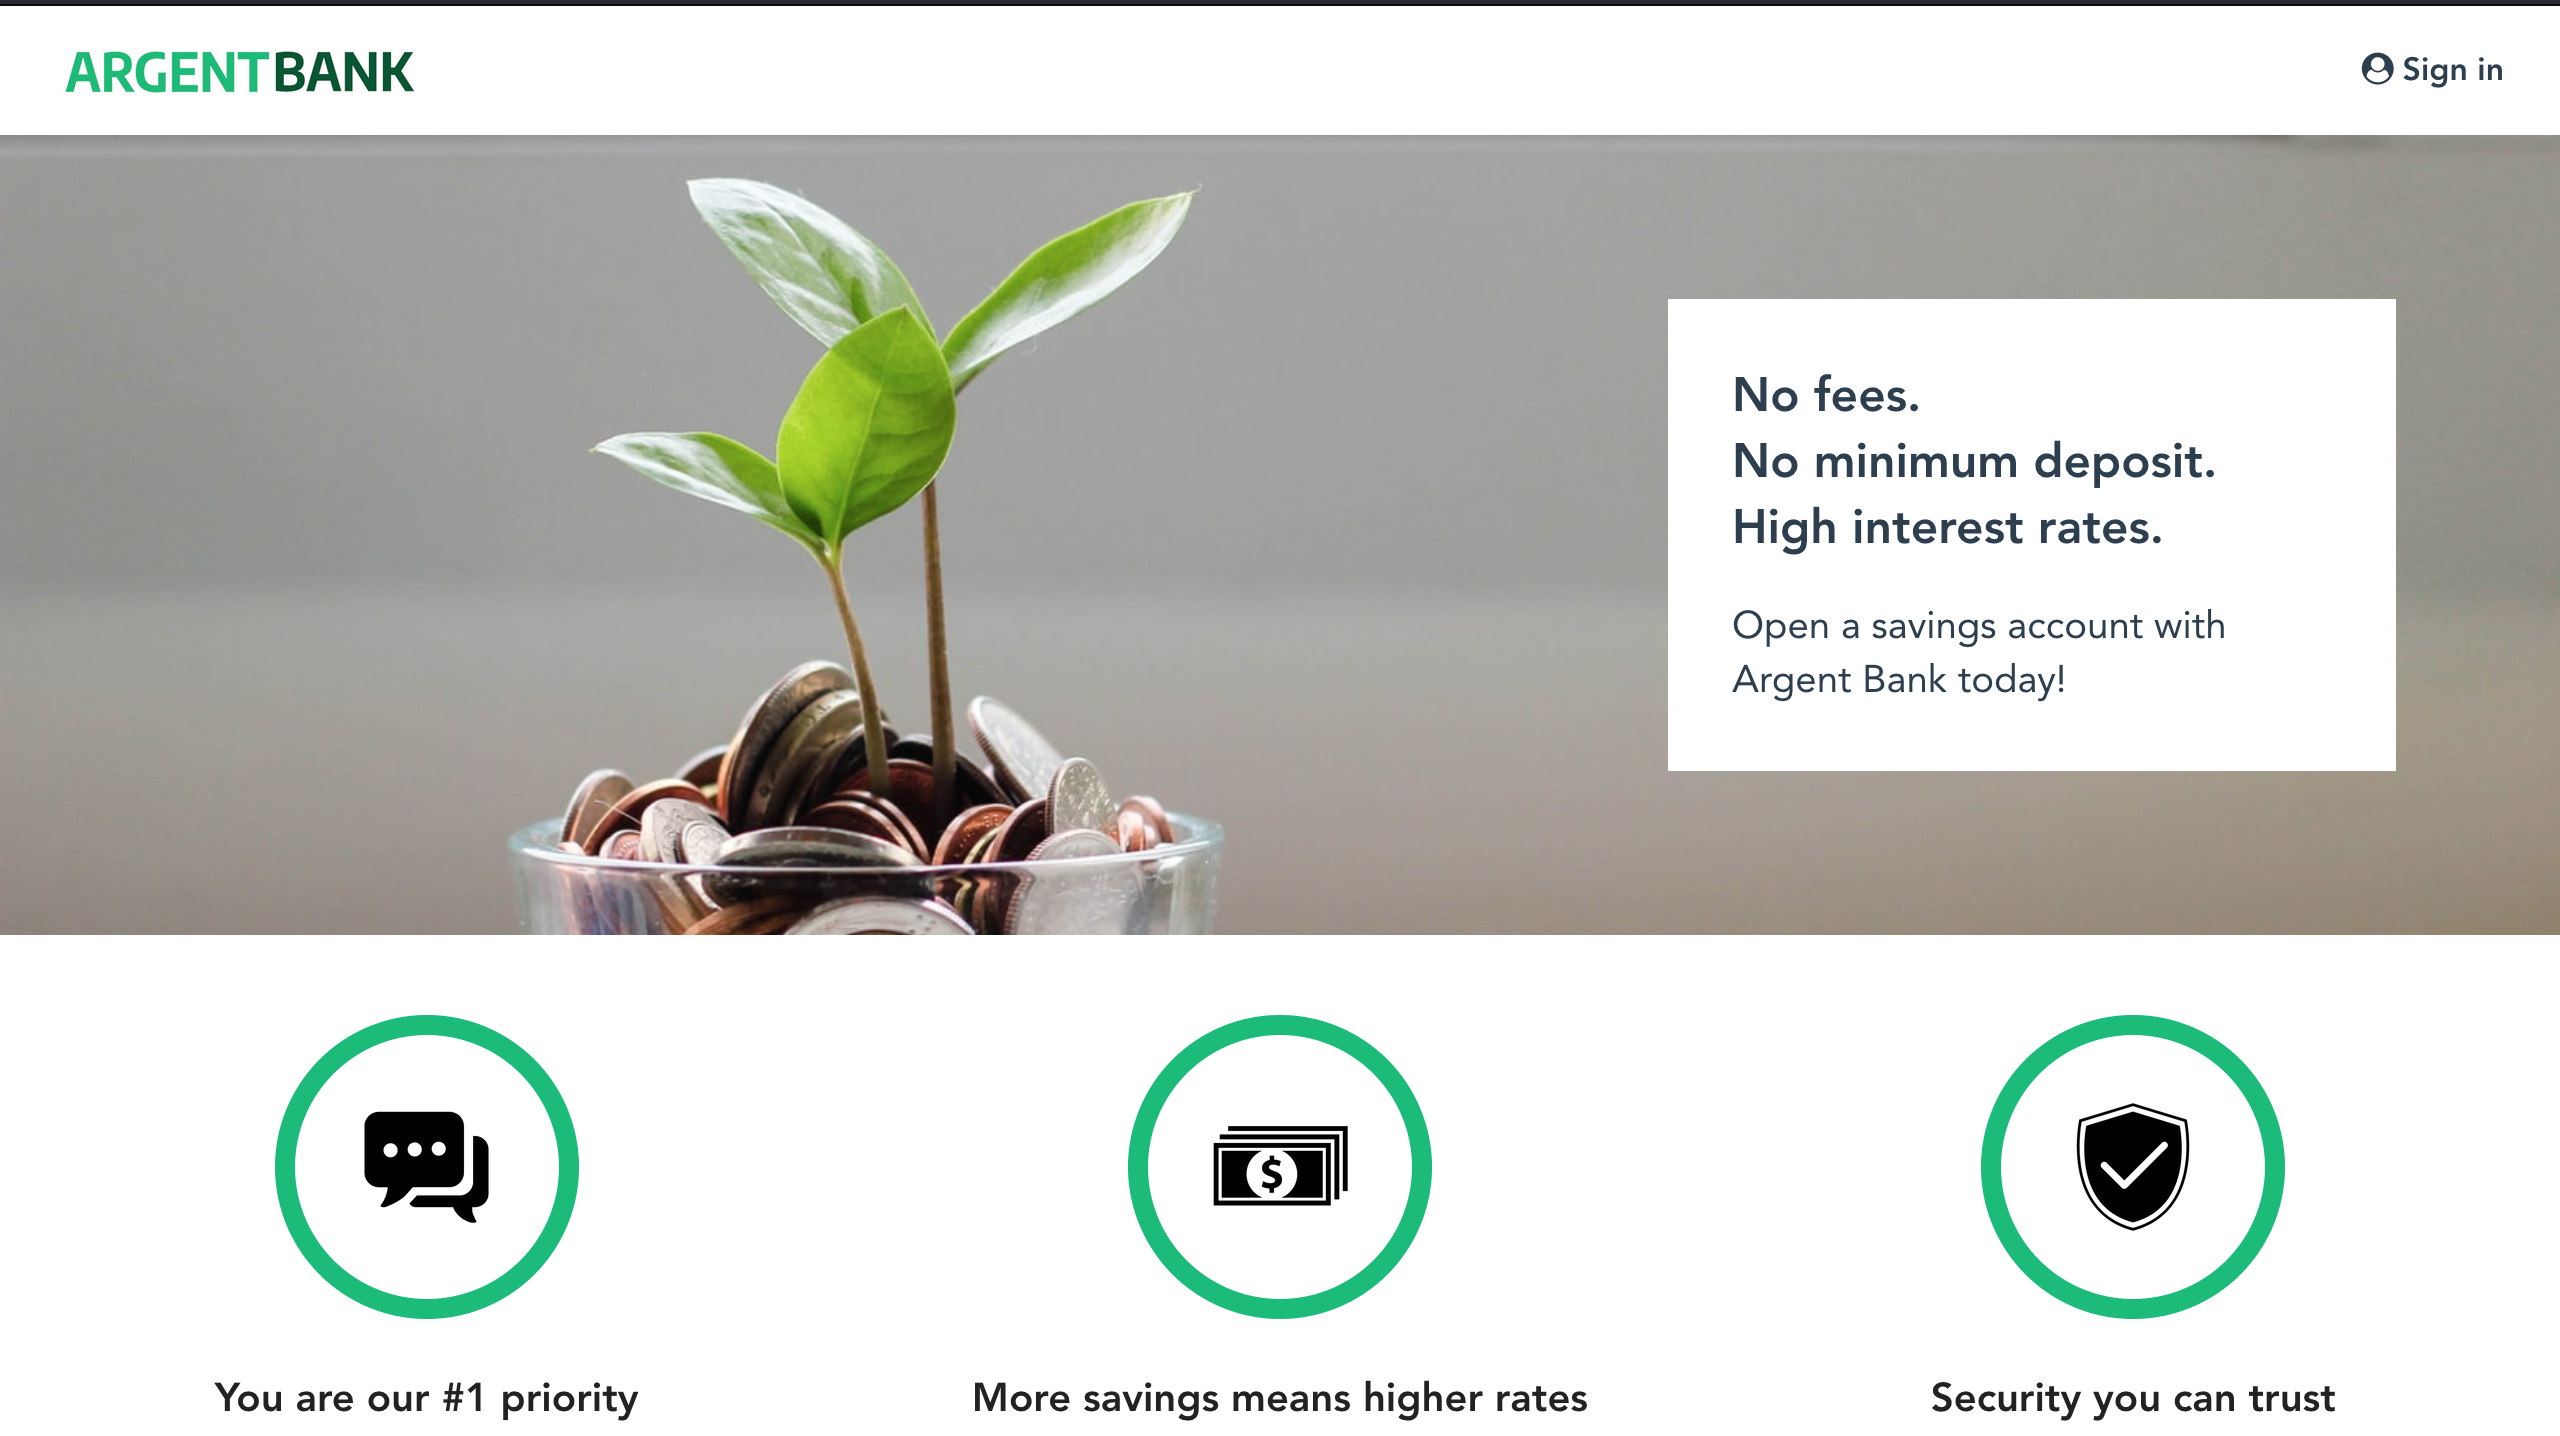 ARGENTBANK
Sign in
No fees.
No minimum deposit.
High interest rates.
Open a savings account with
Argent Bank today!
$
You are our #1 priority
More savings means higher rates
Security you can trust